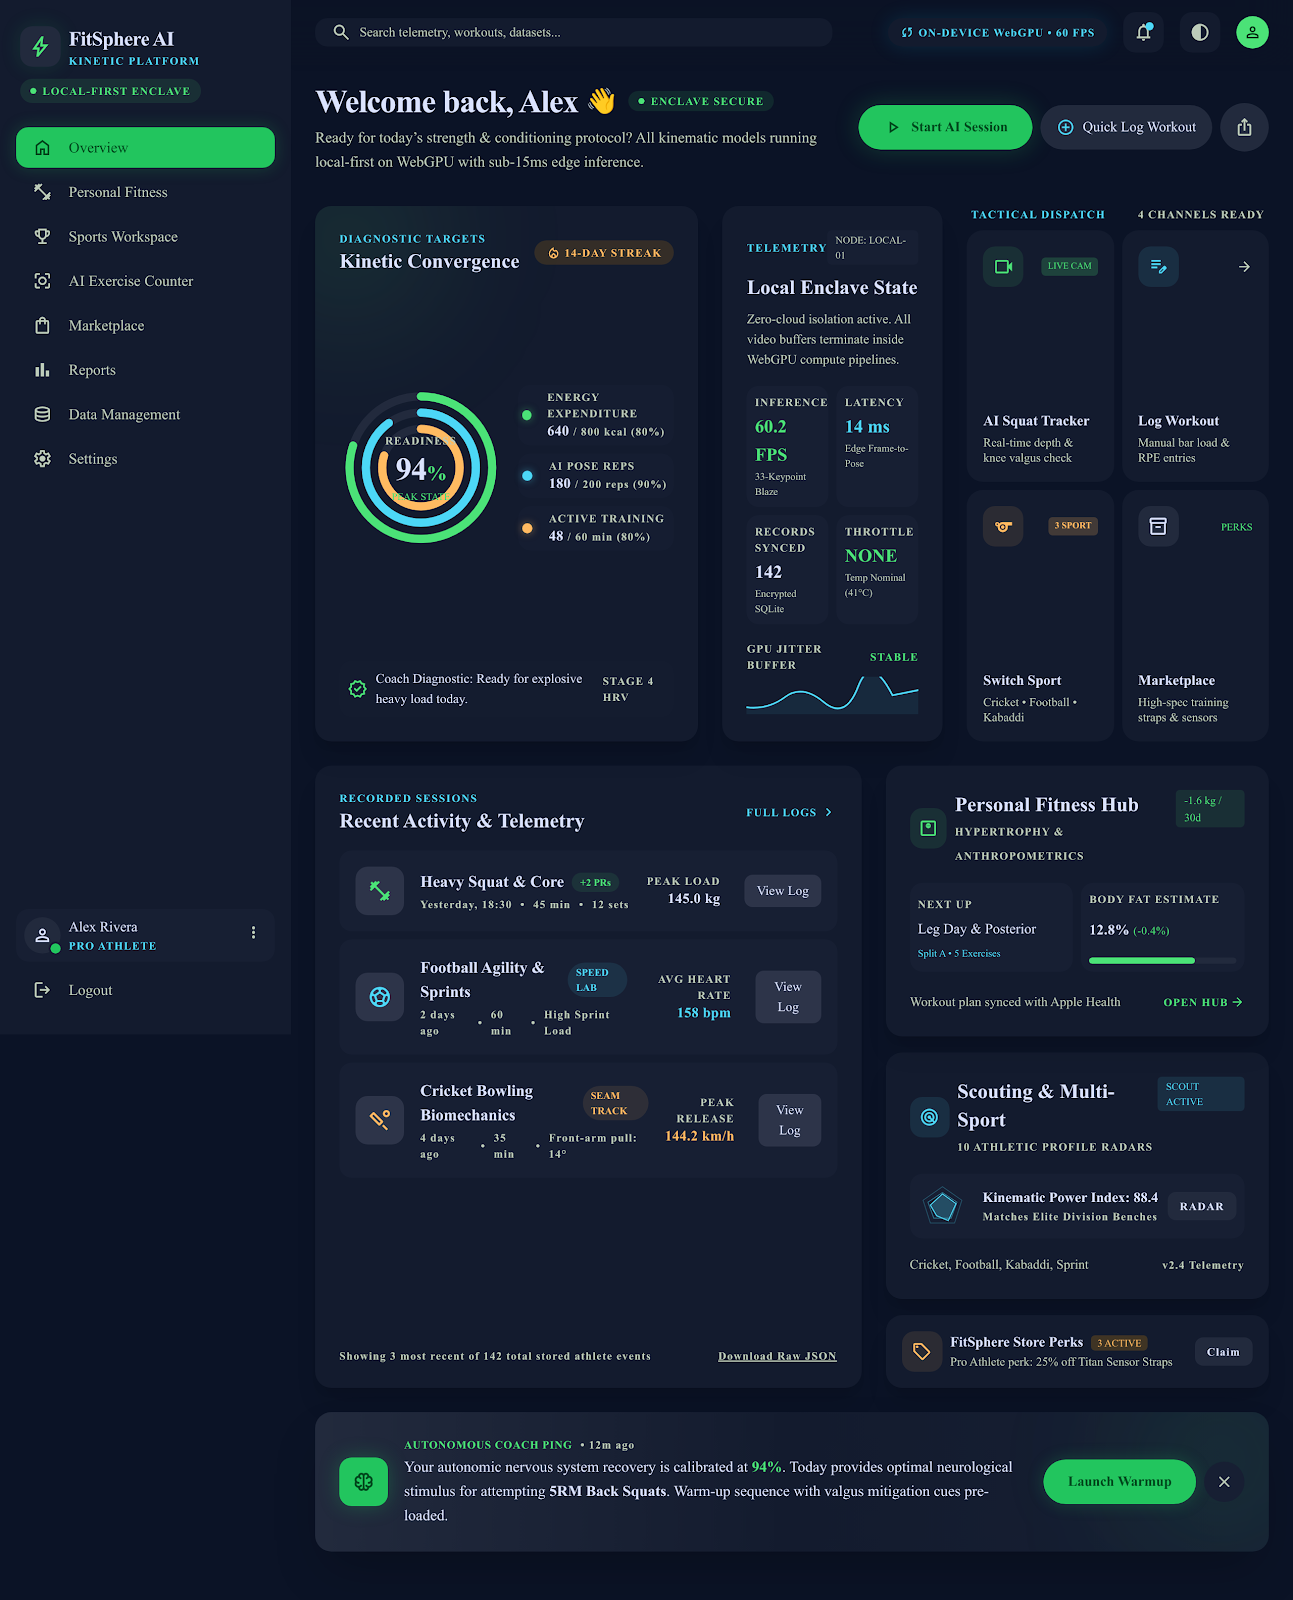 FitSphere AI
KINETIC PLATFORM
LOCAL-FIRST ENCLAVE
Overview
Personal Fitness
Sports Workspace
AI Exercise Counter
Marketplace
Reports
Data Management
Settings
Alex Rivera
PRO ATHLETE
Logout
Search telemetry, workouts, datasets...
ON-DEVICE WebGPU • 60 FPS
Welcome back, Alex 👋
ENCLAVE SECURE
Ready for today's strength & conditioning protocol? All kinematic models running
local-first on WebGPU with sub-15ms edge inference.
Start AI Session
Quick Log Workout
DIAGNOSTIC TARGETS
Kinetic Convergence
14-DAY STREAK
READINESS
94%
PEAK STATE
ENERGY
EXPENDITURE
640 / 800 kcal (80%)
AI POSE REPS
180 / 200 reps (90%)
ACTIVE TRAINING
48 / 60 min (80%)
Coach Diagnostic: Ready for explosive
heavy load today.
STAGE 4
HRV
TELEMETRY
NODE: LOCAL-
01
Local Enclave State
Zero-cloud isolation active. All
video buffers terminate inside
WebGPU compute pipelines.
INFERENCE
60.2
FPS
33-Keypoint
Blaze
LATENCY
14 ms
Edge Frame-to-
Pose
RECORDS
SYNCED
142
Encrypted
SQLite
THROTTLE
NONE
Temp Nominal
(41°C)
GPU JITTER
BUFFER
STABLE
TACTICAL DISPATCH
4 CHANNELS READY
LIVE CAM
AI Squat Tracker
Real-time depth &
knee valgus check
Log Workout
Manual bar load &
RPE entries
3 SPORT
Switch Sport
Cricket • Football •
Kabaddi
PERKS
Marketplace
High-spec training
straps & sensors
RECORDED SESSIONS
Recent Activity & Telemetry
FULL LOGS
Heavy Squat & Core
+2 PRs
Yesterday, 18:30 • 45 min • 12 sets
PEAK LOAD
145.0 kg
View Log
Football Agility &
Sprints
SPEED
LAB
2 days
ago
•
60
min
•
High Sprint
Load
AVG HEART
RATE
158 bpm
View
Log
Cricket Bowling
Biomechanics
SEAM
TRACK
4 days
ago
•
35
min
•
Front-arm pull:
14°
PEAK
RELEASE
144.2 km/h
View
Log
Showing 3 most recent of 142 total stored athlete events
Download Raw JSON
Personal Fitness Hub
HYPERTROPHY &
ANTHROPOMETRICS
-1.6 kg /
30d
NEXT UP
Leg Day & Posterior
Split A • 5 Exercises
BODY FAT ESTIMATE
12.8% (-0.4%)
Workout plan synced with Apple Health
OPEN HUB
Scouting & Multi-
Sport
SCOUT
ACTIVE
10 ATHLETIC PROFILE RADARS
Kinematic Power Index: 88.4
Matches Elite Division Benches
RADAR
Cricket, Football, Kabaddi, Sprint
v2.4 Telemetry
FitSphere Store Perks
3 ACTIVE
Pro Athlete perk: 25% off Titan Sensor Straps
Claim
AUTONOMOUS COACH PING • 12m ago
Your autonomic nervous system recovery is calibrated at 94%. Today provides optimal neurological
stimulus for attempting 5RM Back Squats. Warm-up sequence with valgus mitigation cues pre-
loaded.
Launch Warmup